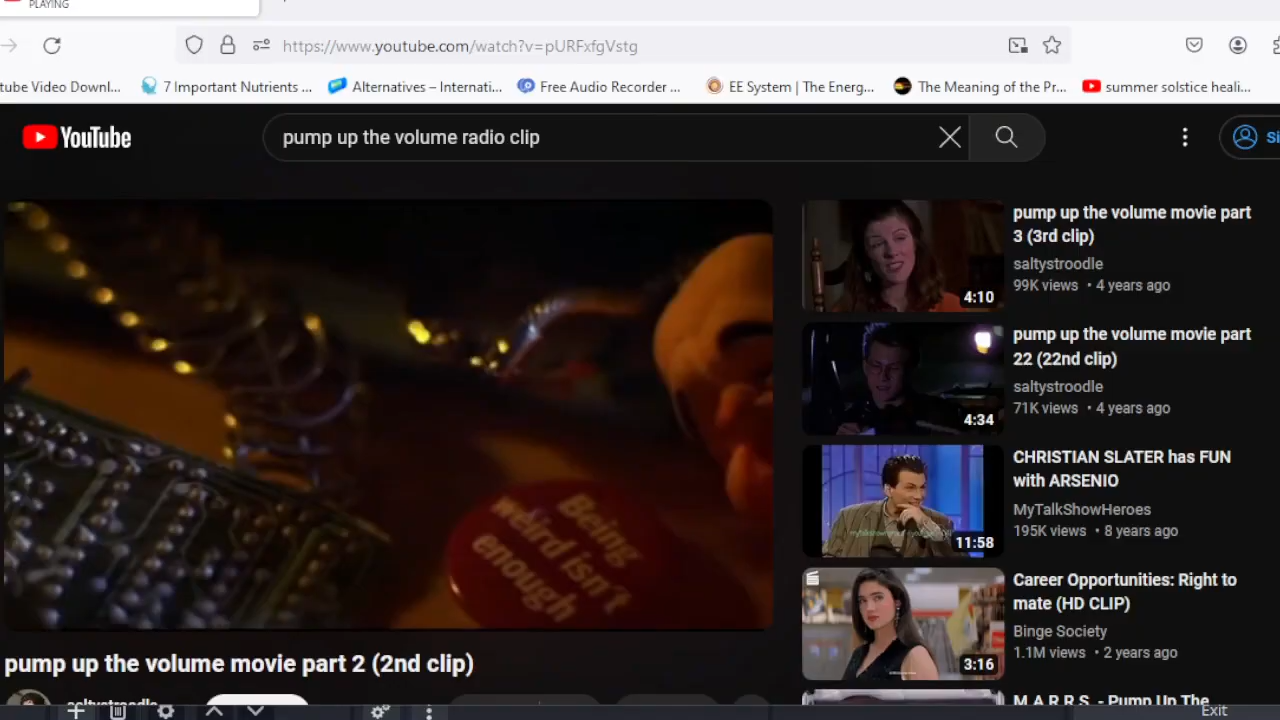 PLAYING
https://www.youtube.com/watch?v=pURFxfgVstg
tube Video Downl...
7 Important Nutrients ...
Alternatives – Internati...
Free Audio Recorder ...
EE System | The Energ...
The Meaning of the Pr...
summer solstice heali...
YouTube
pump up the volume radio clip
Si
Being
weird isn't
enough
pump up the volume movie part 2 (2nd clip)
saltystroodle
pump up the volume movie part
3 (3rd clip)
saltystroodle
99K views • 4 years ago
4:10
pump up the volume movie part
22 (22nd clip)
saltystroodle
71K views • 4 years ago
4:34
CHRISTIAN SLATER has FUN
with ARSENIO
MyTalkShowHeroes
195K views • 8 years ago
11:58
Career Opportunities: Right to
mate (HD CLIP)
Binge Society
1.1M views • 2 years ago
3:16
M.A.R.R.S. - Pump Up The
Exit